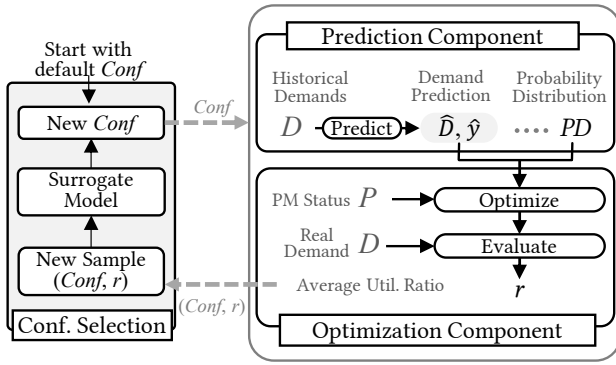 Start with
default Conf
New Conf
Surrogate
Model
New Sample
(Conf, r)
Conf. Selection
Conf
(Conf, r)
Prediction Component
Historical
Demands
Demand
Prediction
Probability
Distribution
D
Predict
D̂, ŷ
···· PD
PM Status P
Optimize
Real
Demand D
Evaluate
Average Util. Ratio
r
Optimization Component